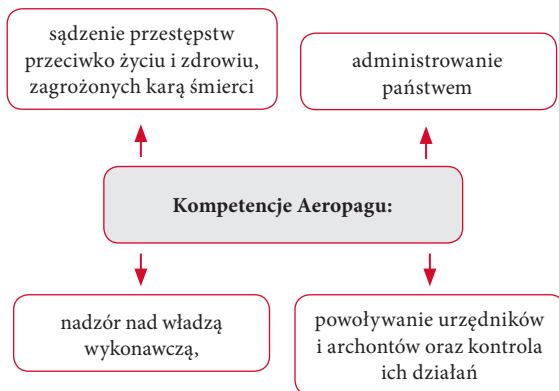 sądzenie przestępstw
przeciwko życiu i zdrowiu,
zagrożonych karą śmierci
administrowanie
państwem
Kompetencje Aeropagu:
nadzór nad władzą
wykonawczą,
powoływanie urzędników
i archontów oraz kontrola
ich działań